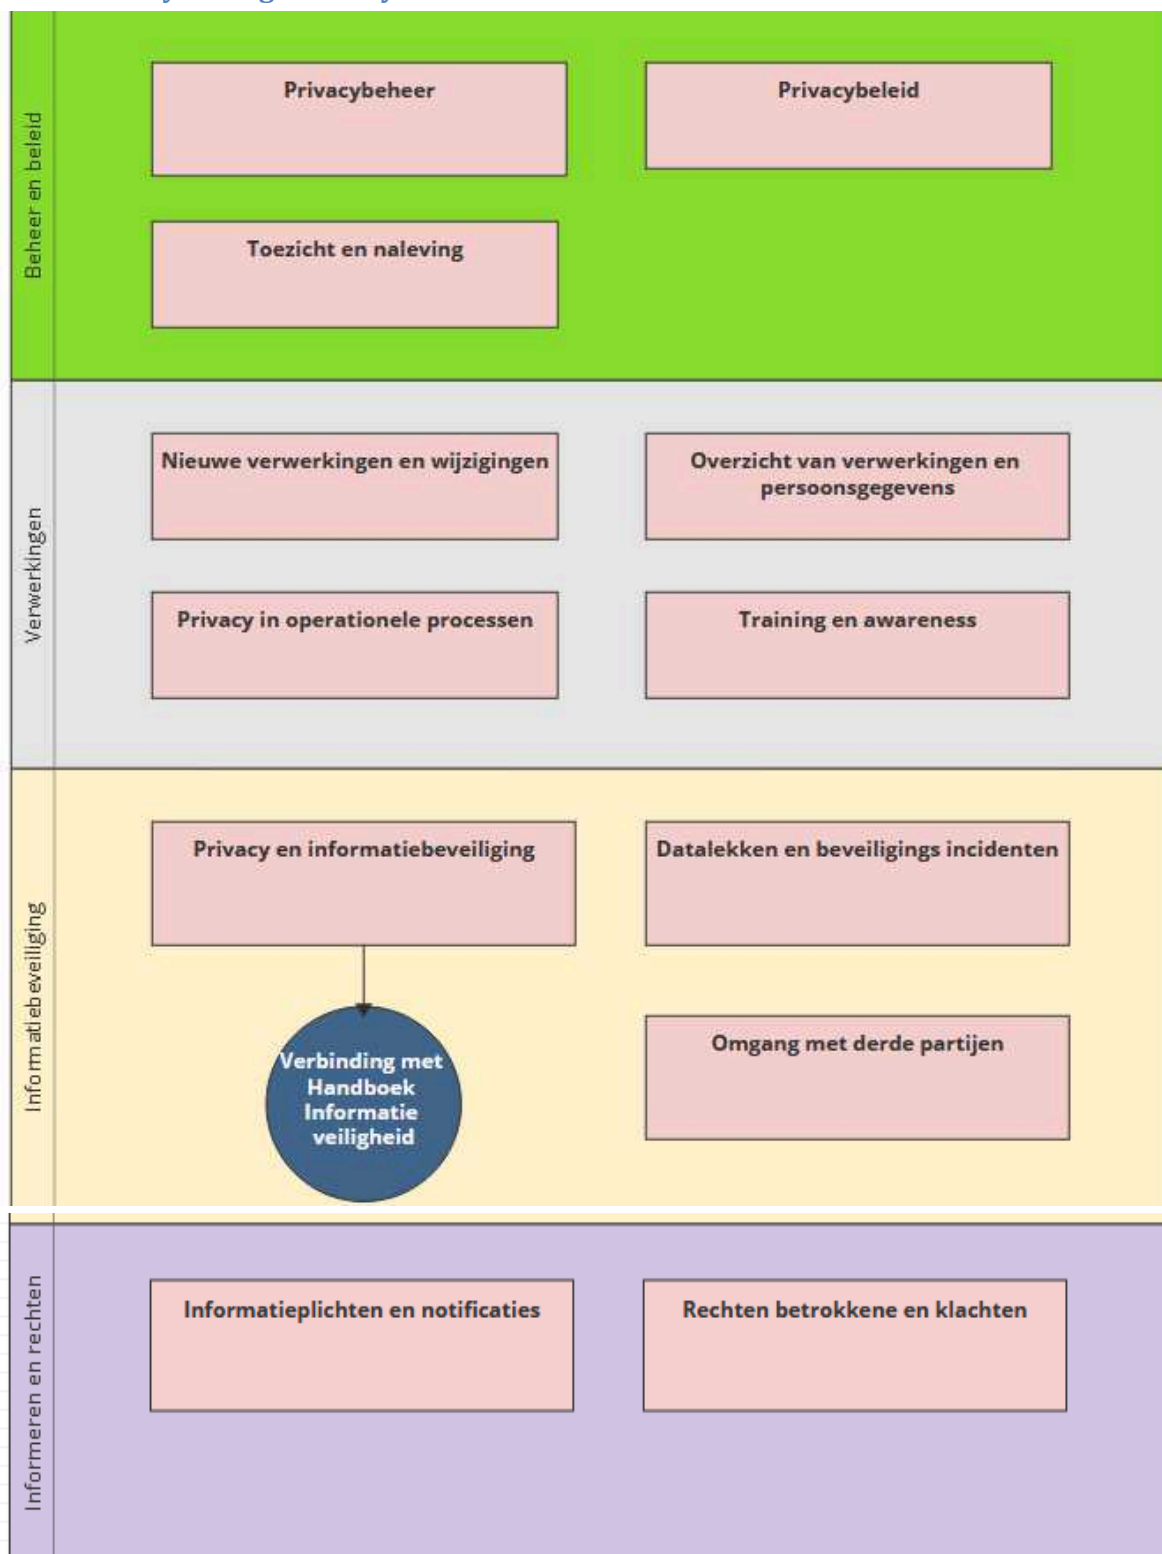 Beheer en beleid
Privacybeheer
Privacybeleid
Toezicht en naleving
Verwerkingen
Nieuwe verwerkingen en wijzigingen
Overzicht van verwerkingen en
persoonsgegevens
Privacy in operationele processen
Training en awareness
Informatiebeveiliging
Privacy en informatiebeveiliging
Datalekken en beveiligings incidenten
Verbinding met
Handboek
Informatie
veiligheid
Omgang met derde partijen
Informeren en rechten
Informatieplichten en notificaties
Rechten betrokkene en klachten